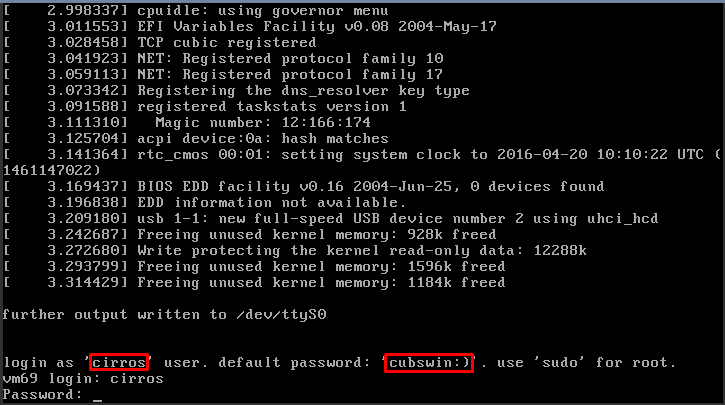 [    2.998337] cpuidle: using governor menu
[    3.011553] EFI Variables Facility v0.08 2004-May-17
[    3.028458] TCP cubic registered
[    3.041923] NET: Registered protocol family 10
[    3.059113] NET: Registered protocol family 17
[    3.073342] Registering the dns_resolver key type
[    3.091588] registered taskstats version 1
[    3.111310]   Magic number: 12:166:174
[    3.125704] acpi device:0a: hash matches
[    3.141364] rtc_cmos 00:01: setting system clock to 2016-04-20 10:10:22 UTC (
1461147022)
[    3.169437] BIOS EDD facility v0.16 2004-Jun-25, 0 devices found
[    3.196838] EDD information not available.
[    3.209180] usb 1-1: new full-speed USB device number 2 using uhci_hcd
[    3.242687] Freeing unused kernel memory: 928k freed
[    3.272680] Write protecting the kernel read-only data: 12288k
[    3.293799] Freeing unused kernel memory: 1596k freed
[    3.314429] Freeing unused kernel memory: 1184k freed
further output written to /dev/ttyS0
login as 'cirros' user. default password: 'cubswin:)'. use 'sudo' for root.
vm69 login: cirros
Password: _